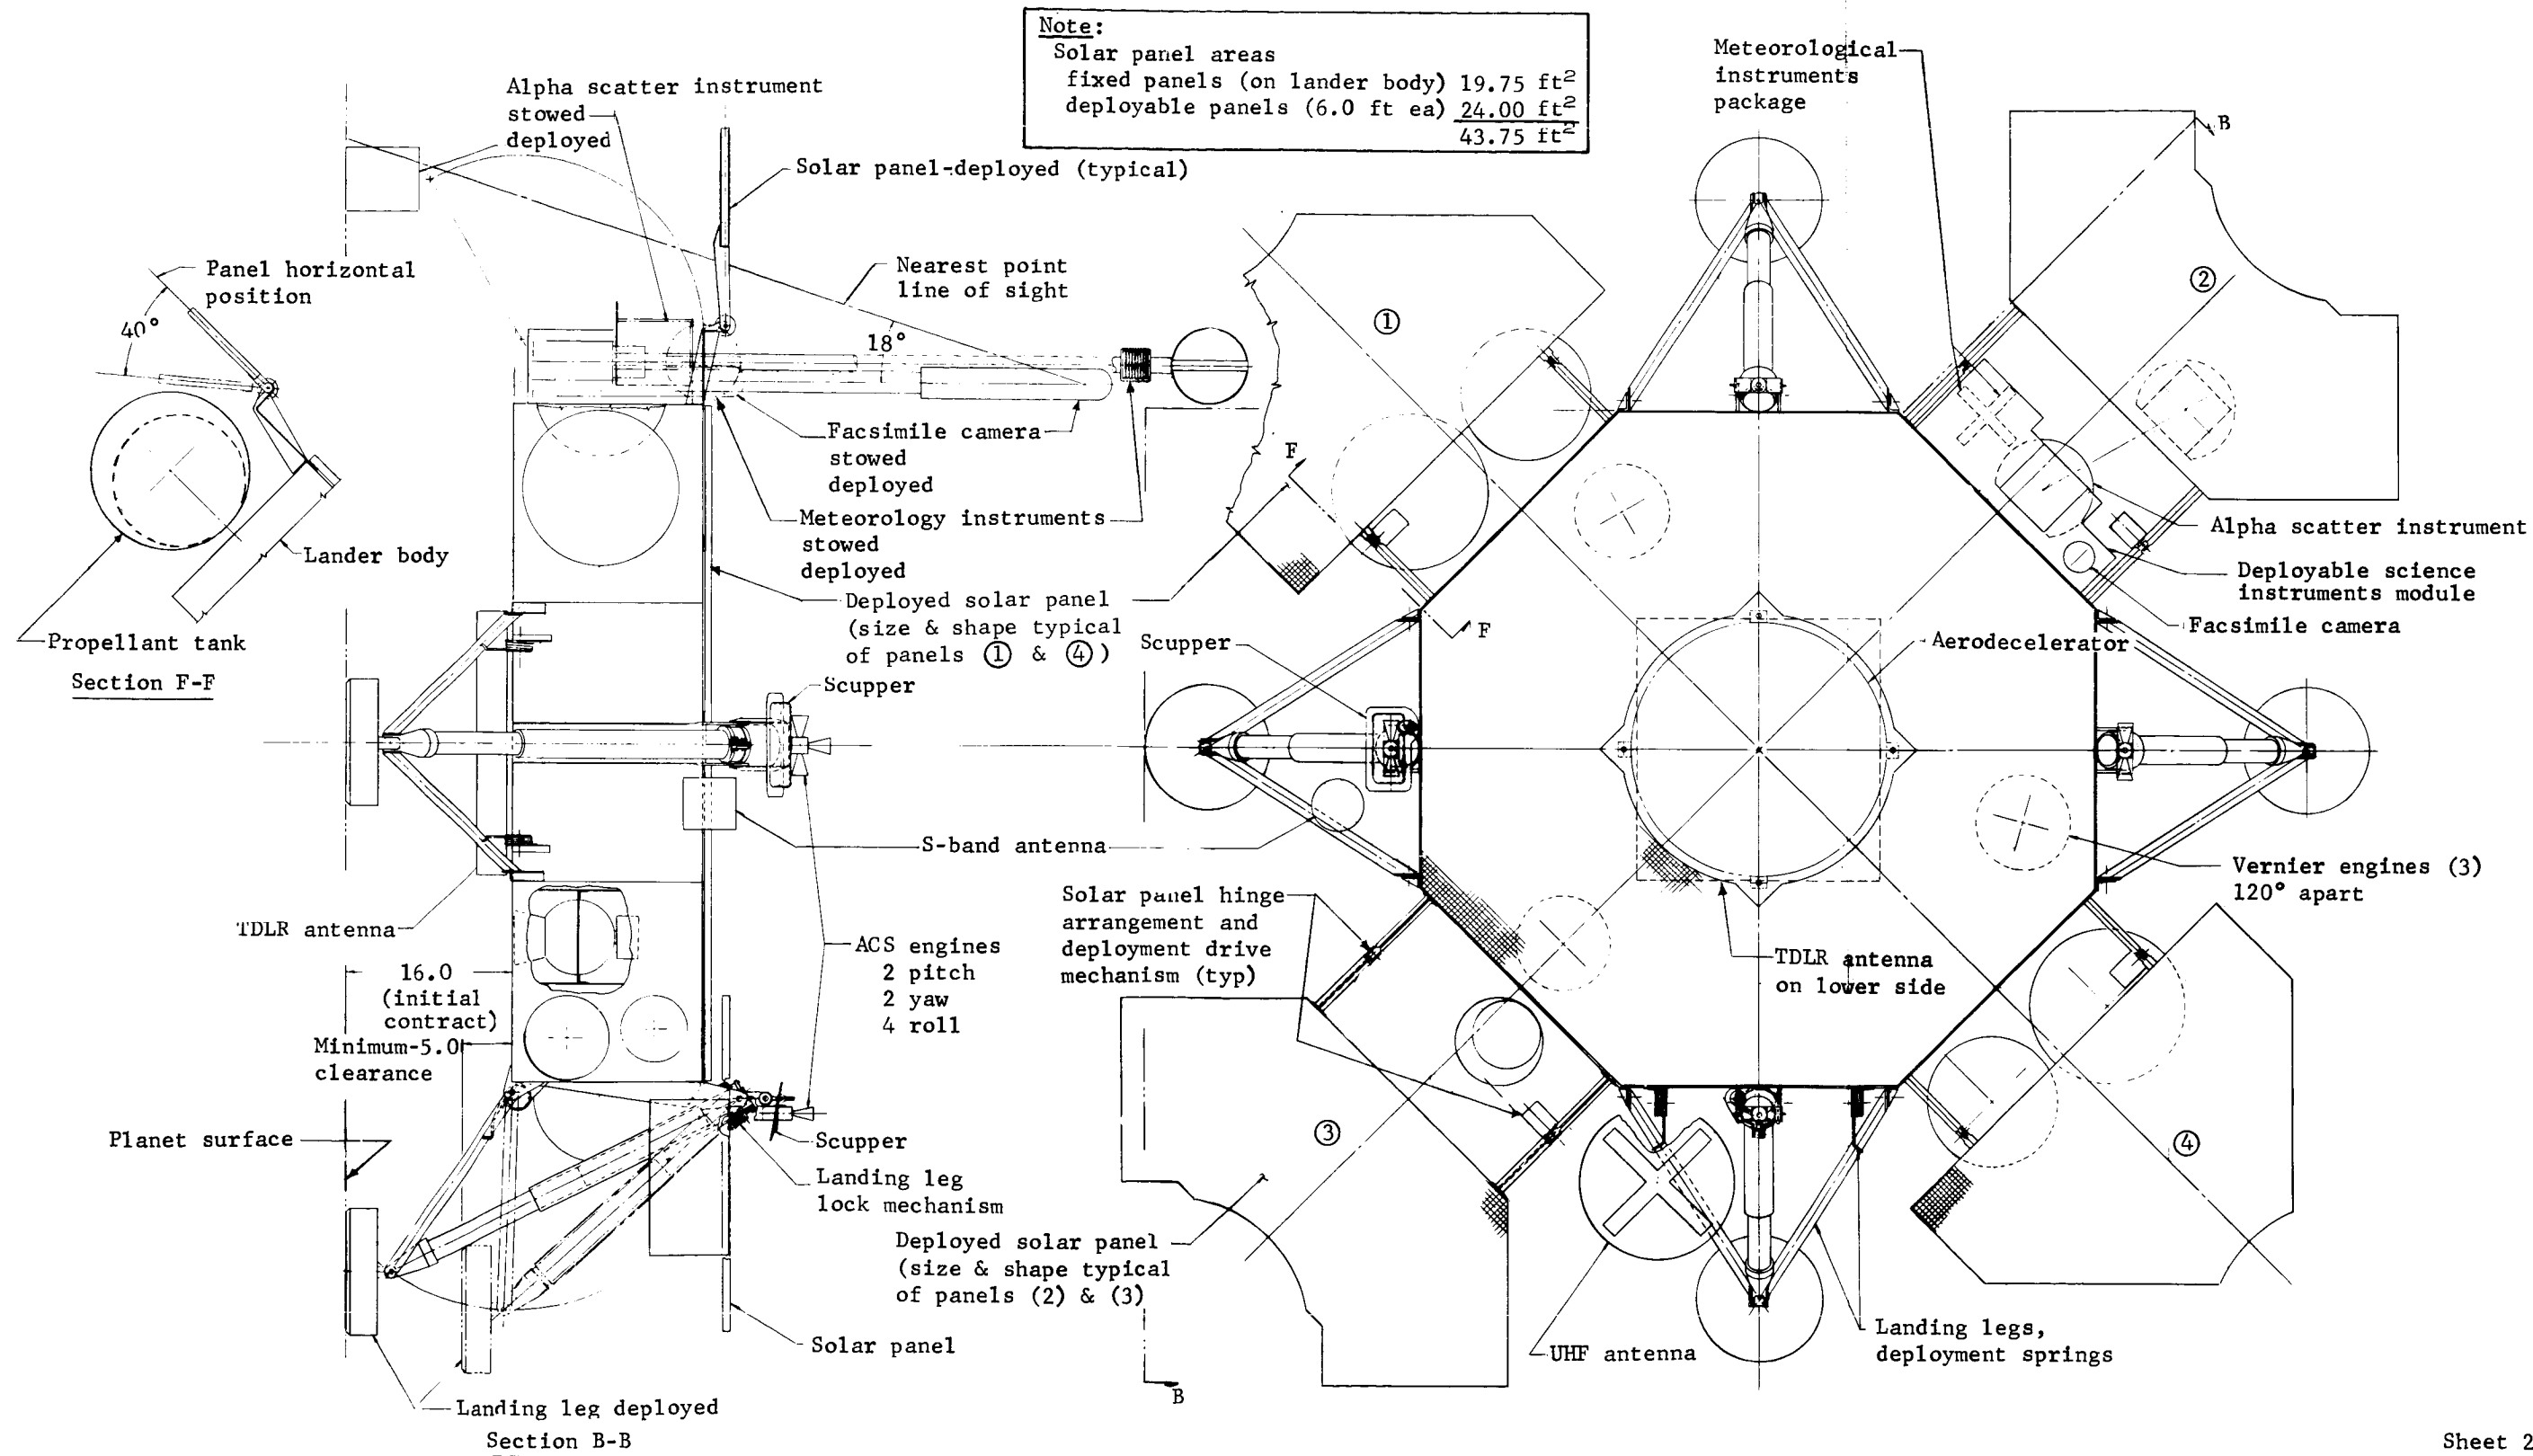 Note:
Solar panel areas
fixed panels (on lander body) 19.75 ft²
deployable panels (6.0 ft ea) 24.00 ft²
43.75 ft²
Alpha scatter instrument
stowed
deployed
Solar panel-deployed (typical)
Panel horizontal
position
40°
Nearest point
line of sight
18°
Facsimile camera
stowed
deployed
Meteorology instruments
stowed
deployed
Lander body
Propellant tank
Section F-F
Deployed solar panel
(size & shape typical
of panels ① & ④)
Scupper
S-band antenna
TDLR antenna
ACS engines
2 pitch
2 yaw
4 roll
16.0
(initial
contract)
Minimum-5.0
clearance
Planet surface
Scupper
Landing leg
lock mechanism
Deployed solar panel
(size & shape typical
of panels (2) & (3)
Solar panel
Landing leg deployed
Section B-B
Meteorological
instruments
package
B
①
②
F
F
Alpha scatter instrument
Deployable science
instruments module
Facsimile camera
Scupper
Aerodecelerator
Vernier engines (3)
120° apart
Solar panel hinge
arrangement and
deployment drive
mechanism (typ)
TDLR antenna
on lower side
③
④
UHF antenna
Landing legs,
deployment springs
B
Sheet 2